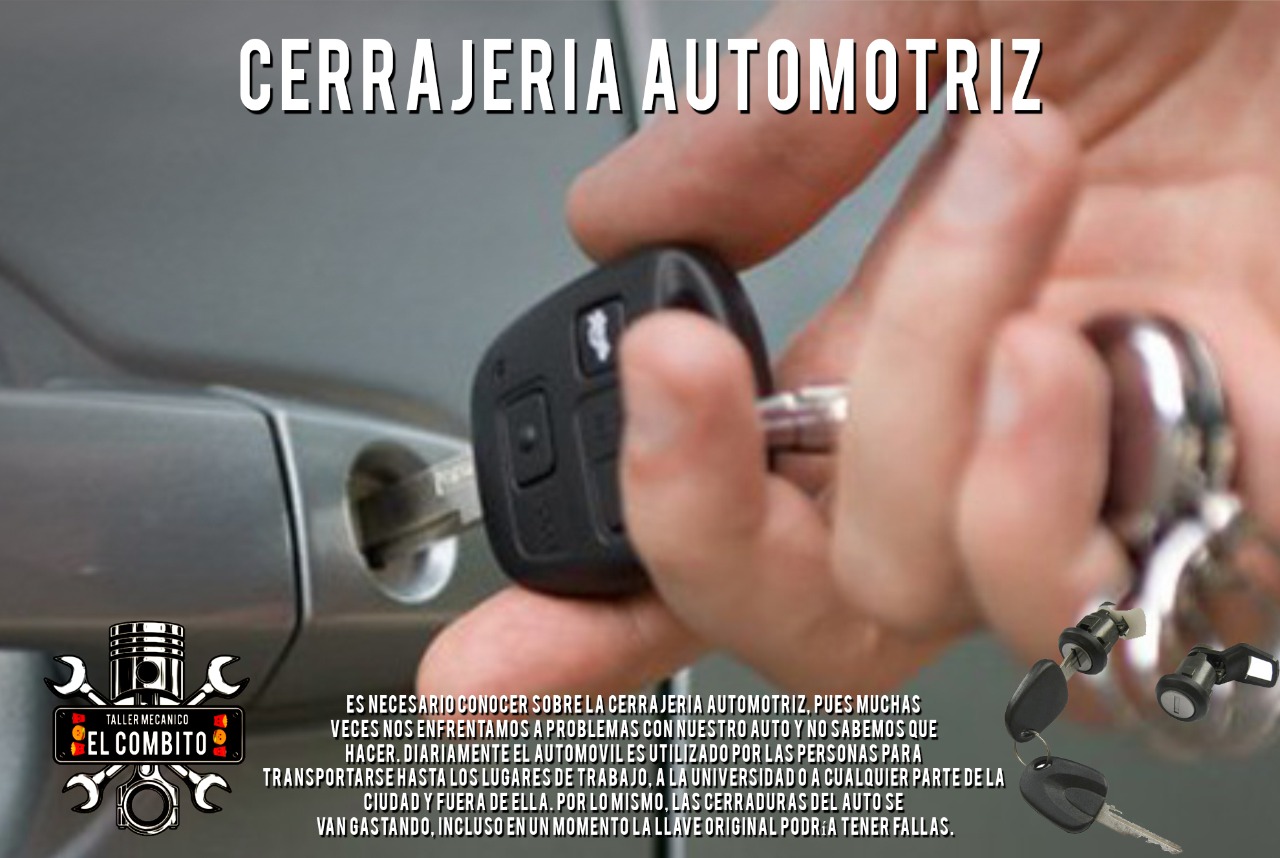 CERRAJERIA AUTOMOTRIZ
TALLER MECANICO
EL COMBITO
ES NECESARIO CONOCER SOBRE LA CERRAJERIA AUTOMOTRIZ, PUES MUCHAS
VECES NOS ENFRENTAMOS A PROBLEMAS CON NUESTRO AUTO Y NO SABEMOS QUE
HACER. DIARIAMENTE EL AUTOMOVIL ES UTILIZADO POR LAS PERSONAS PARA
TRANSPORTARSE HASTA LOS LUGARES DE TRABAJO, A LA UNIVERSIDAD O A CUALQUIER PARTE DE LA
CIUDAD Y FUERA DE ELLA. POR LO MISMO, LAS CERRADURAS DEL AUTO SE
VAN GASTANDO, INCLUSO EN UN MOMENTO LA LLAVE ORIGINAL PODRíA TENER FALLAS.